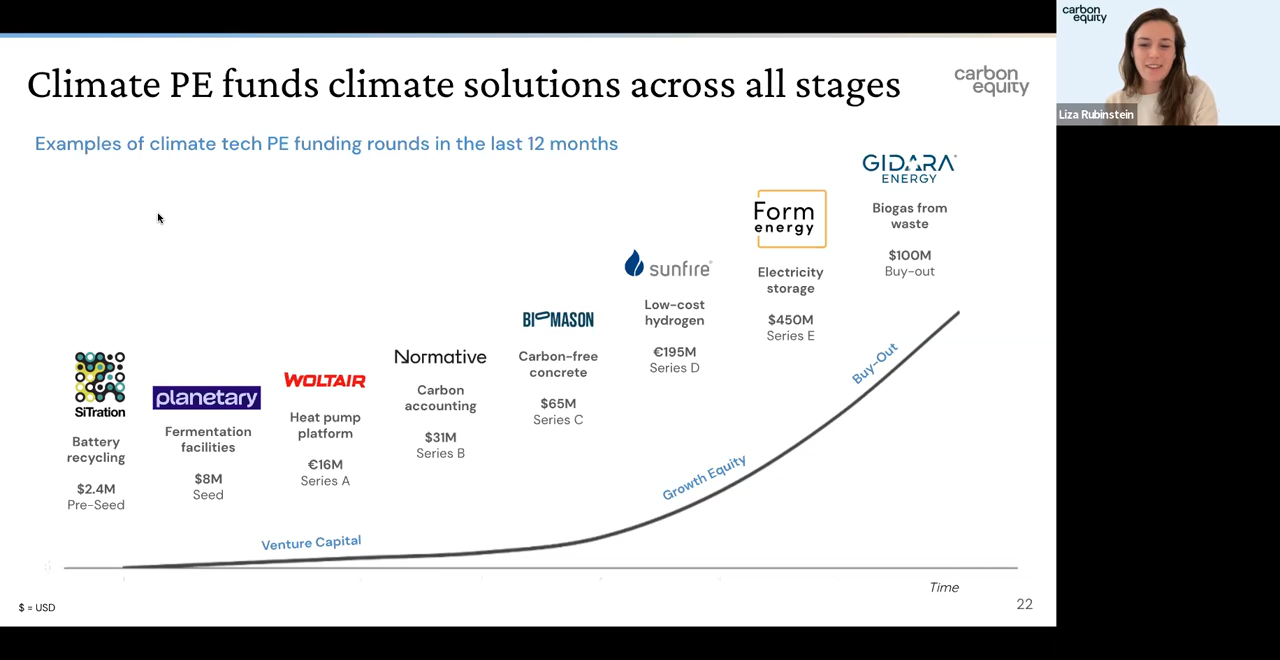 Climate PE funds climate solutions across all stages
carbon
equity
carbon
equity
Liza Rubinstein
Examples of climate tech PE funding rounds in the last 12 months
SiTration
Battery
recycling
$2.4M
Pre-Seed
planetary
Fermentation
facilities
$8M
Seed
WOLTAIR
Heat pump
platform
€16M
Series A
Normative
Carbon
accounting
$31M
Series B
BIOMASON
Carbon-free
concrete
$65M
Series C
sunfire®
Low-cost
hydrogen
€195M
Series D
Form
energy
Electricity
storage
$450M
Series E
GIDARA®
ENERGY
Biogas from
waste
$100M
Buy-out
Venture Capital
Growth Equity
Buy-Out
Time
$ = USD
22